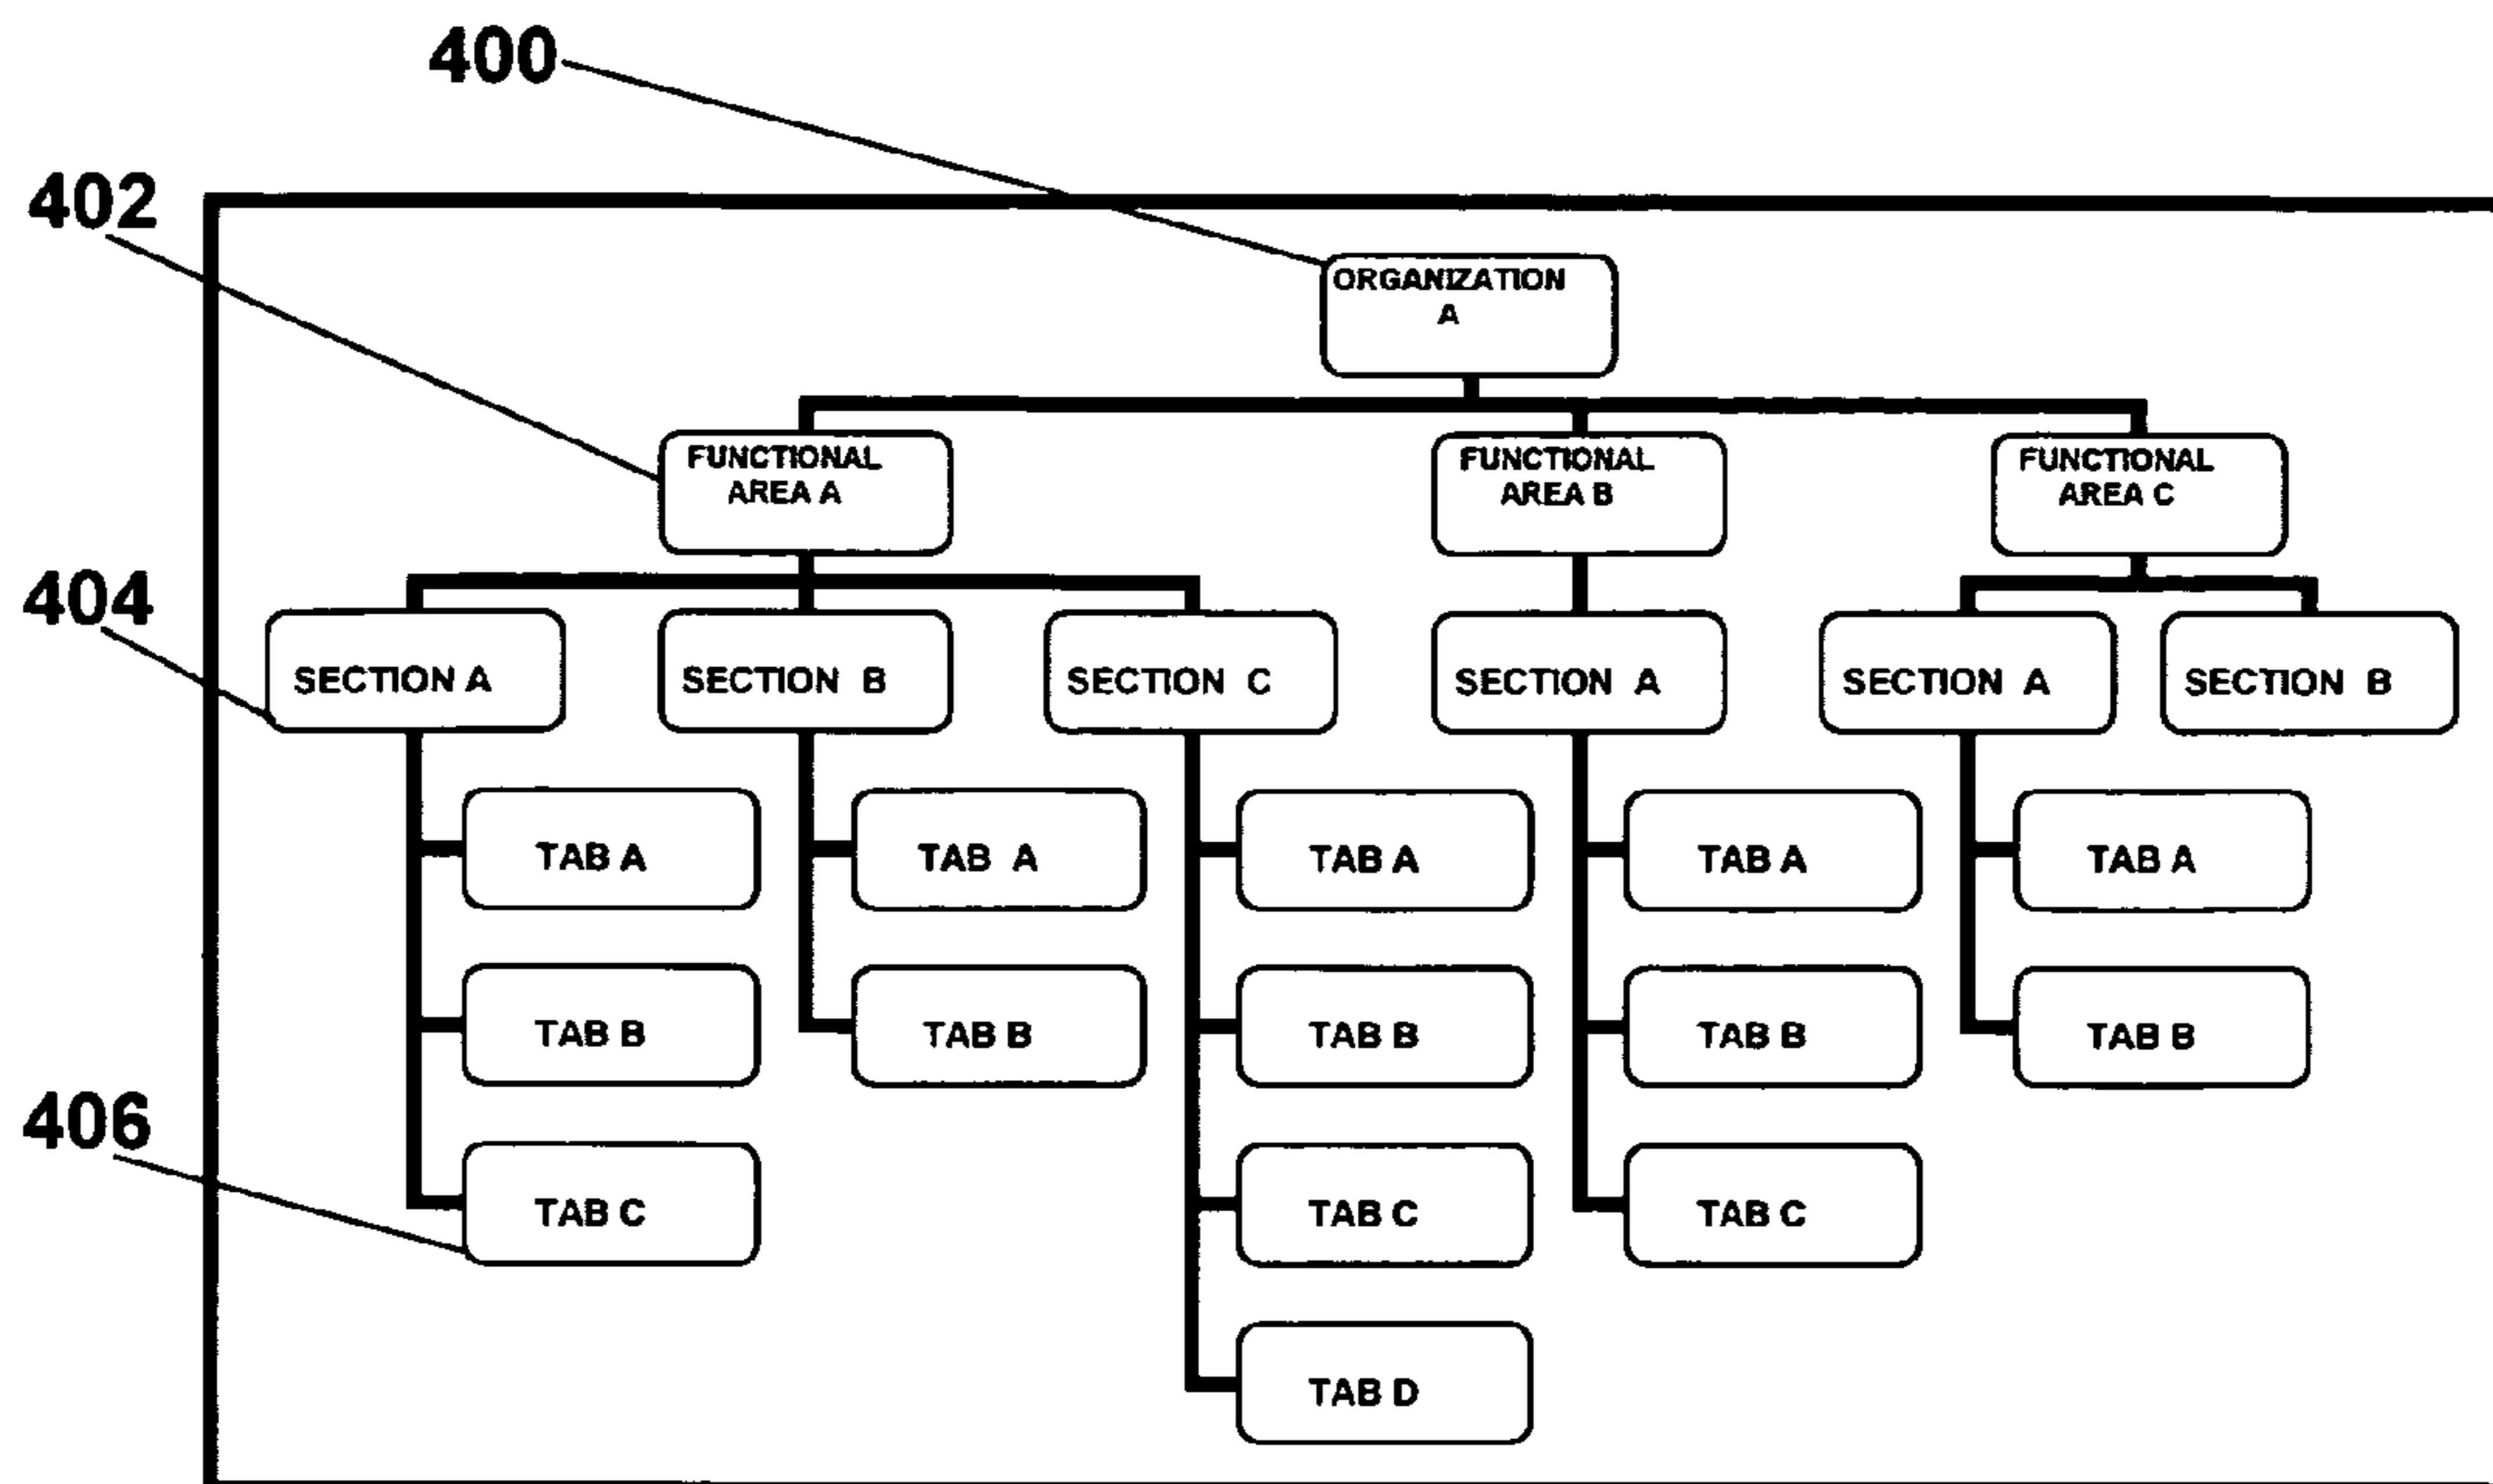 400
402
ORGANIZATION
A
FUNCTIONAL
AREA A
FUNCTIONAL
AREA B
FUNCTIONAL
AREA C
404
SECTION A
SECTION B
SECTION C
SECTION A
SECTION A
SECTION B
TAB A
TAB A
TAB A
TAB A
TAB A
TAB B
TAB B
TAB B
TAB B
TAB B
406
TAB C
TAB C
TAB C
TAB D